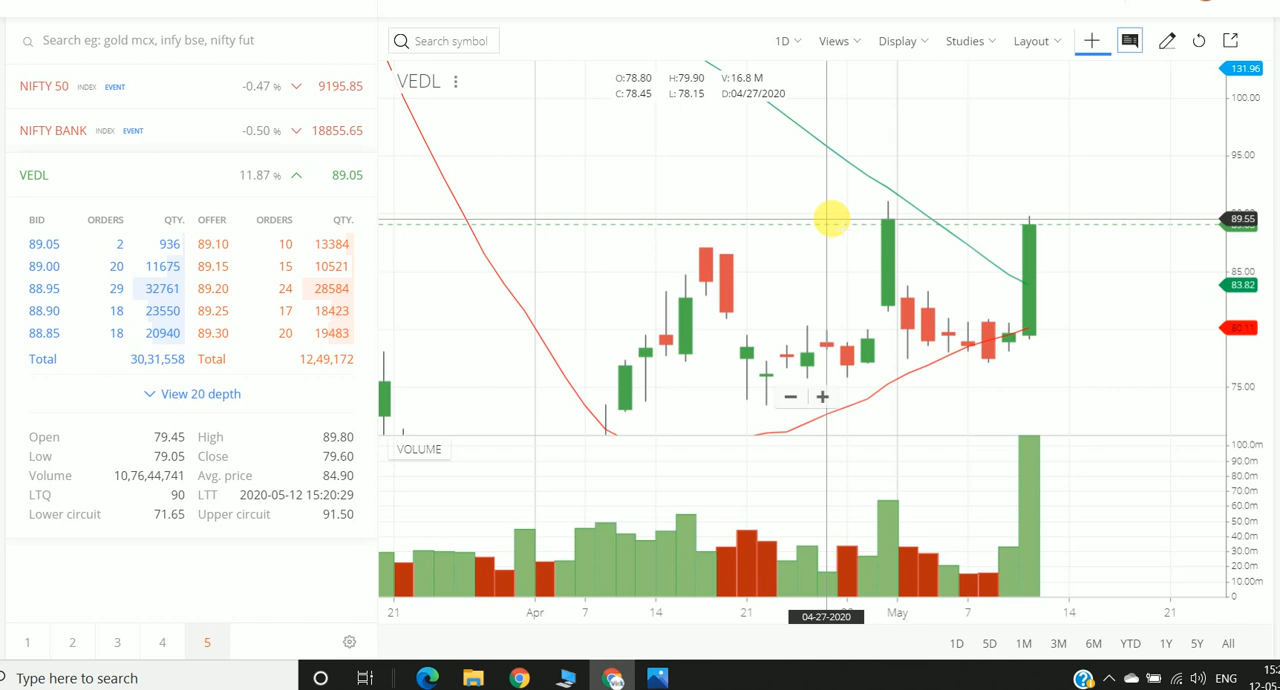 Search eg: gold mcx, infy bse, nifty fut
Search symbol
1D Views Display Studies Layout
NIFTY 50 INDEX EVENT -0.47 % 9195.85
NIFTY BANK INDEX EVENT -0.50 % 18855.65
VEDL 11.87 % 89.05
BID ORDERS QTY. OFFER ORDERS QTY.
89.05 2 936 89.10 10 13384
89.00 20 11675 89.15 15 10521
88.95 29 32761 89.20 24 28584
88.90 18 23550 89.25 17 18423
88.85 18 20940 89.30 20 19483
Total 30,31,558 Total 12,49,172
View 20 depth
Open 79.45 High 89.80
Low 79.05 Close 79.60
Volume 10,76,44,741 Avg. price 84.90
LTQ 90 LTT 2020-05-12 15:20:29
Lower circuit 71.65 Upper circuit 91.50
1 2 3 4 5
VEDL
O:78.80 H:79.90 V:16.8 M
C:78.45 L: 78.15 D:04/27/2020
131.96
100.00
95.00
89.55
85.00
83.82
80.11
75.00
VOLUME
100.0m
90.0m
80.0m
70.0m
60.0m
50.0m
40.0m
30.0m
20.0m
10.00m
0
21 Apr 7 14 21 May 7 14 21
04-27-2020
1D 5D 1M 3M 6M YTD 1Y 5Y All
Type here to search
ENG